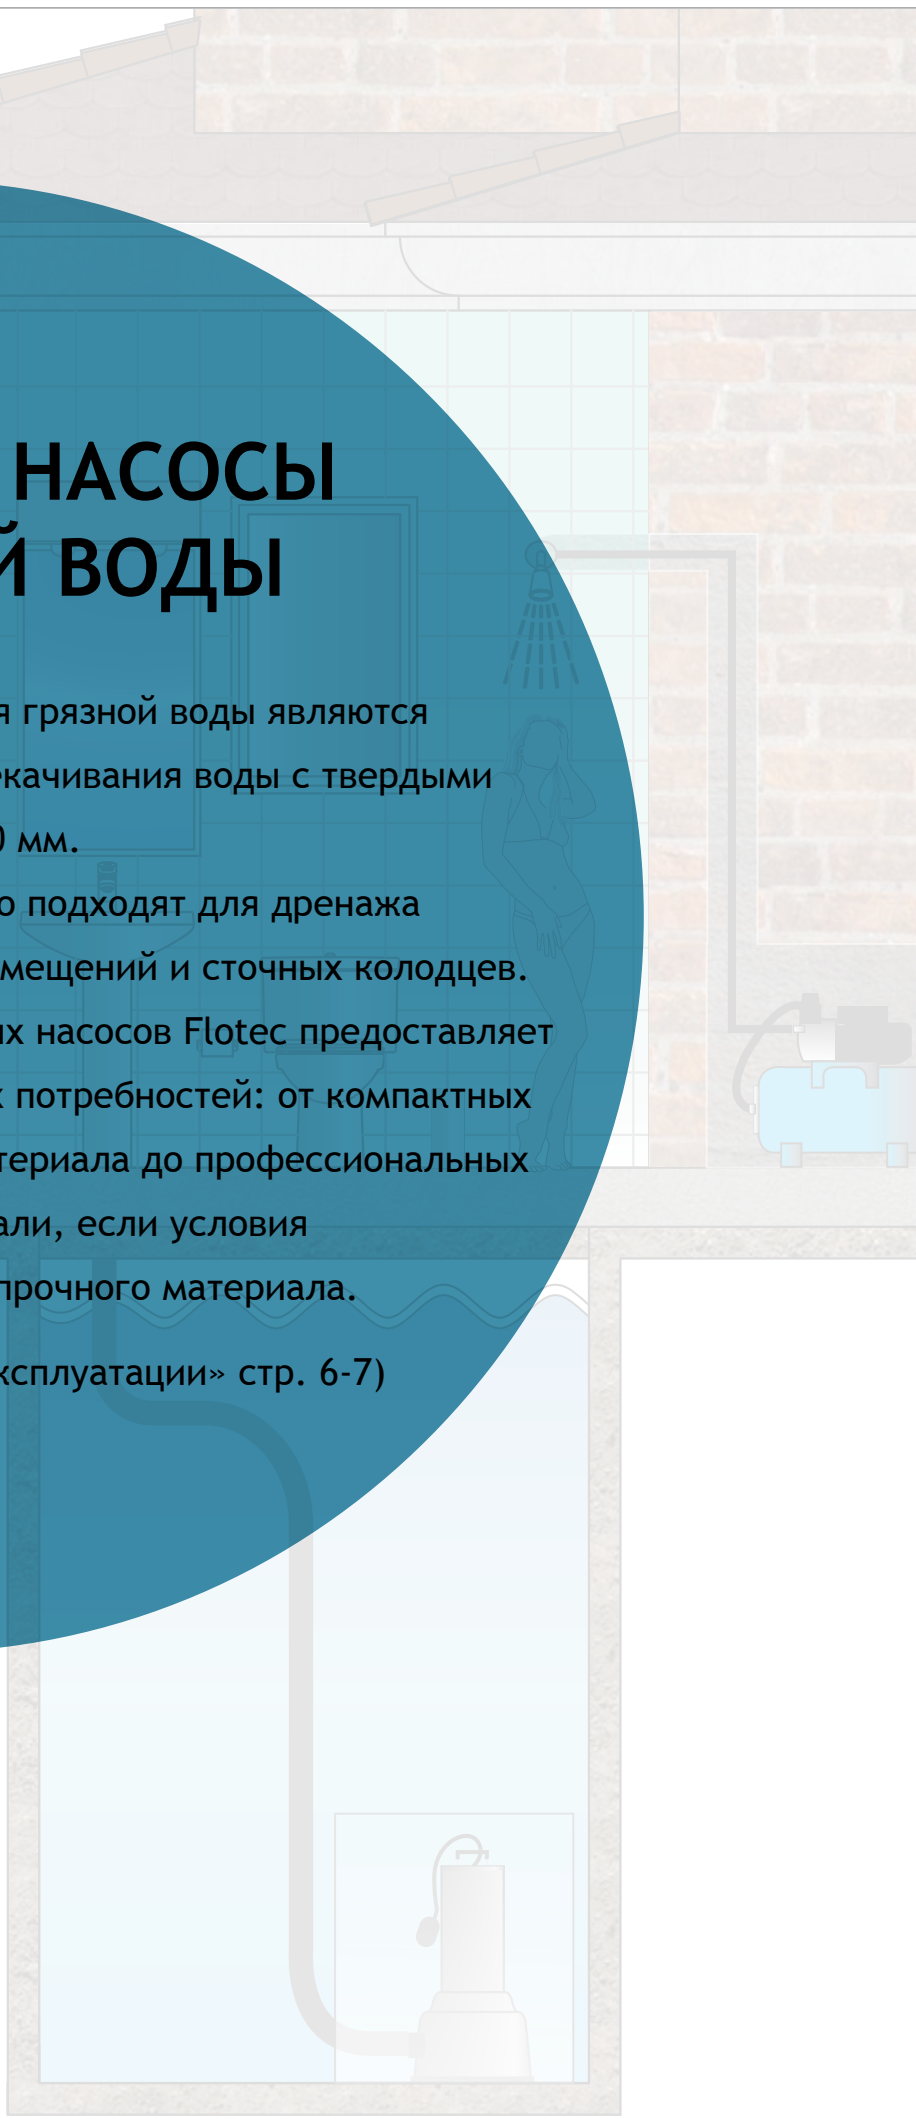 НАСОСЫ
Й ВОДЫ
я грязной воды являются
екачивания воды с твердыми
0 мм.
о подходят для дренажа
мещений и сточных колодцев.
ых насосов Flotec предоставляет
х потребностей: от компактных
териала до профессиональных
али, если условия
прочного материала.
ксплуатации» стр. 6-7)